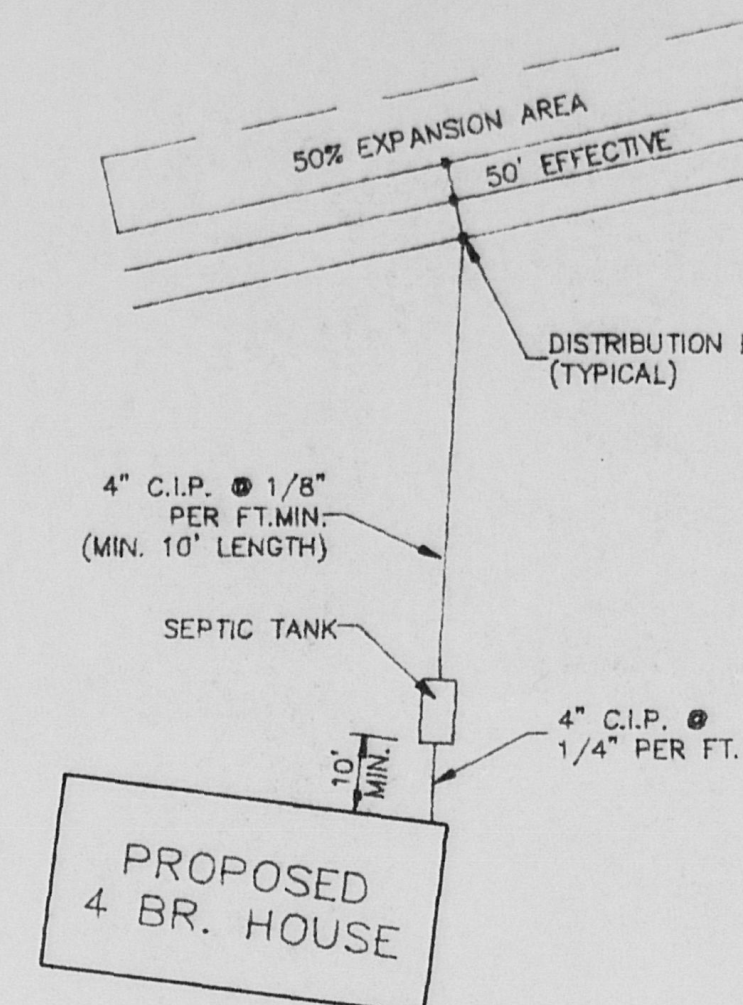 50% EXPANSION AREA
50' EFFECTIVE
DISTRIBUTION
(TYPICAL)
4" C.I.P. @ 1/8"
PER FT.MIN.
(MIN. 10' LENGTH)
SEPTIC TANK
4" C.I.P. @
1/4" PER FT.
10'
MIN.
PROPOSED
4 BR. HOUSE